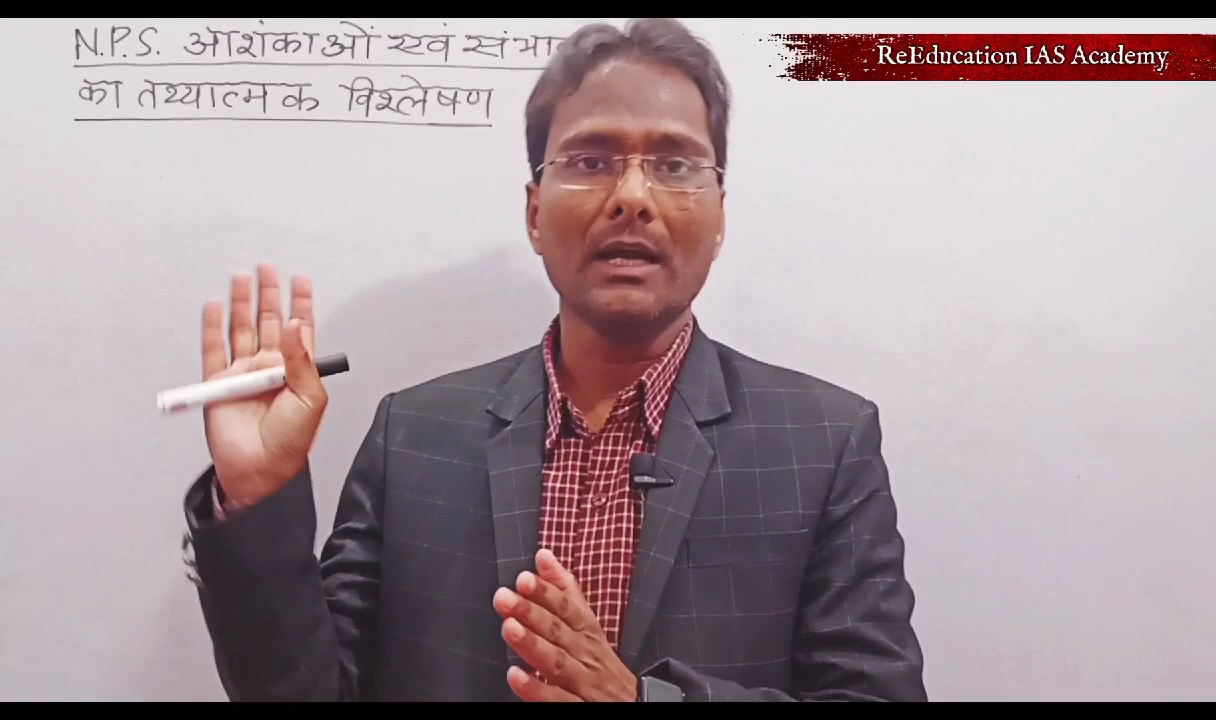 N.P.S. आशंकाओं एवं
का तथ्यात्मक विश्लेषण
ReEducation IAS Academy